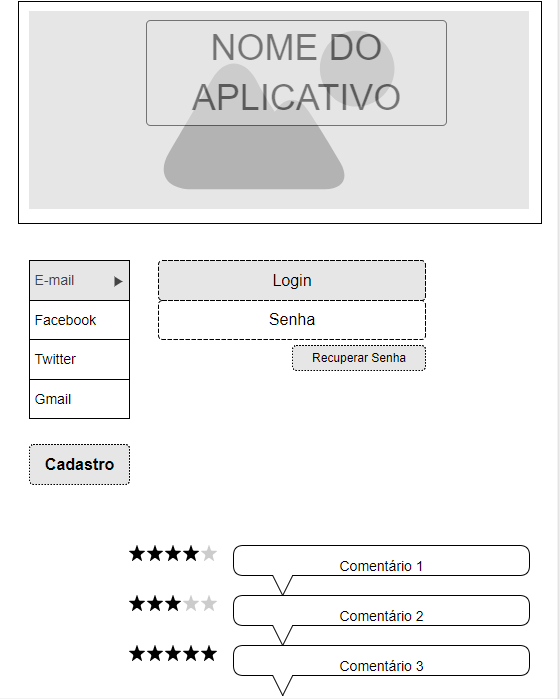 NOME DO
APLICATIVO
E-mail
Facebook
Twitter
Gmail
Login
Senha
Recuperar Senha
Cadastro
Comentário 1
Comentário 2
Comentário 3